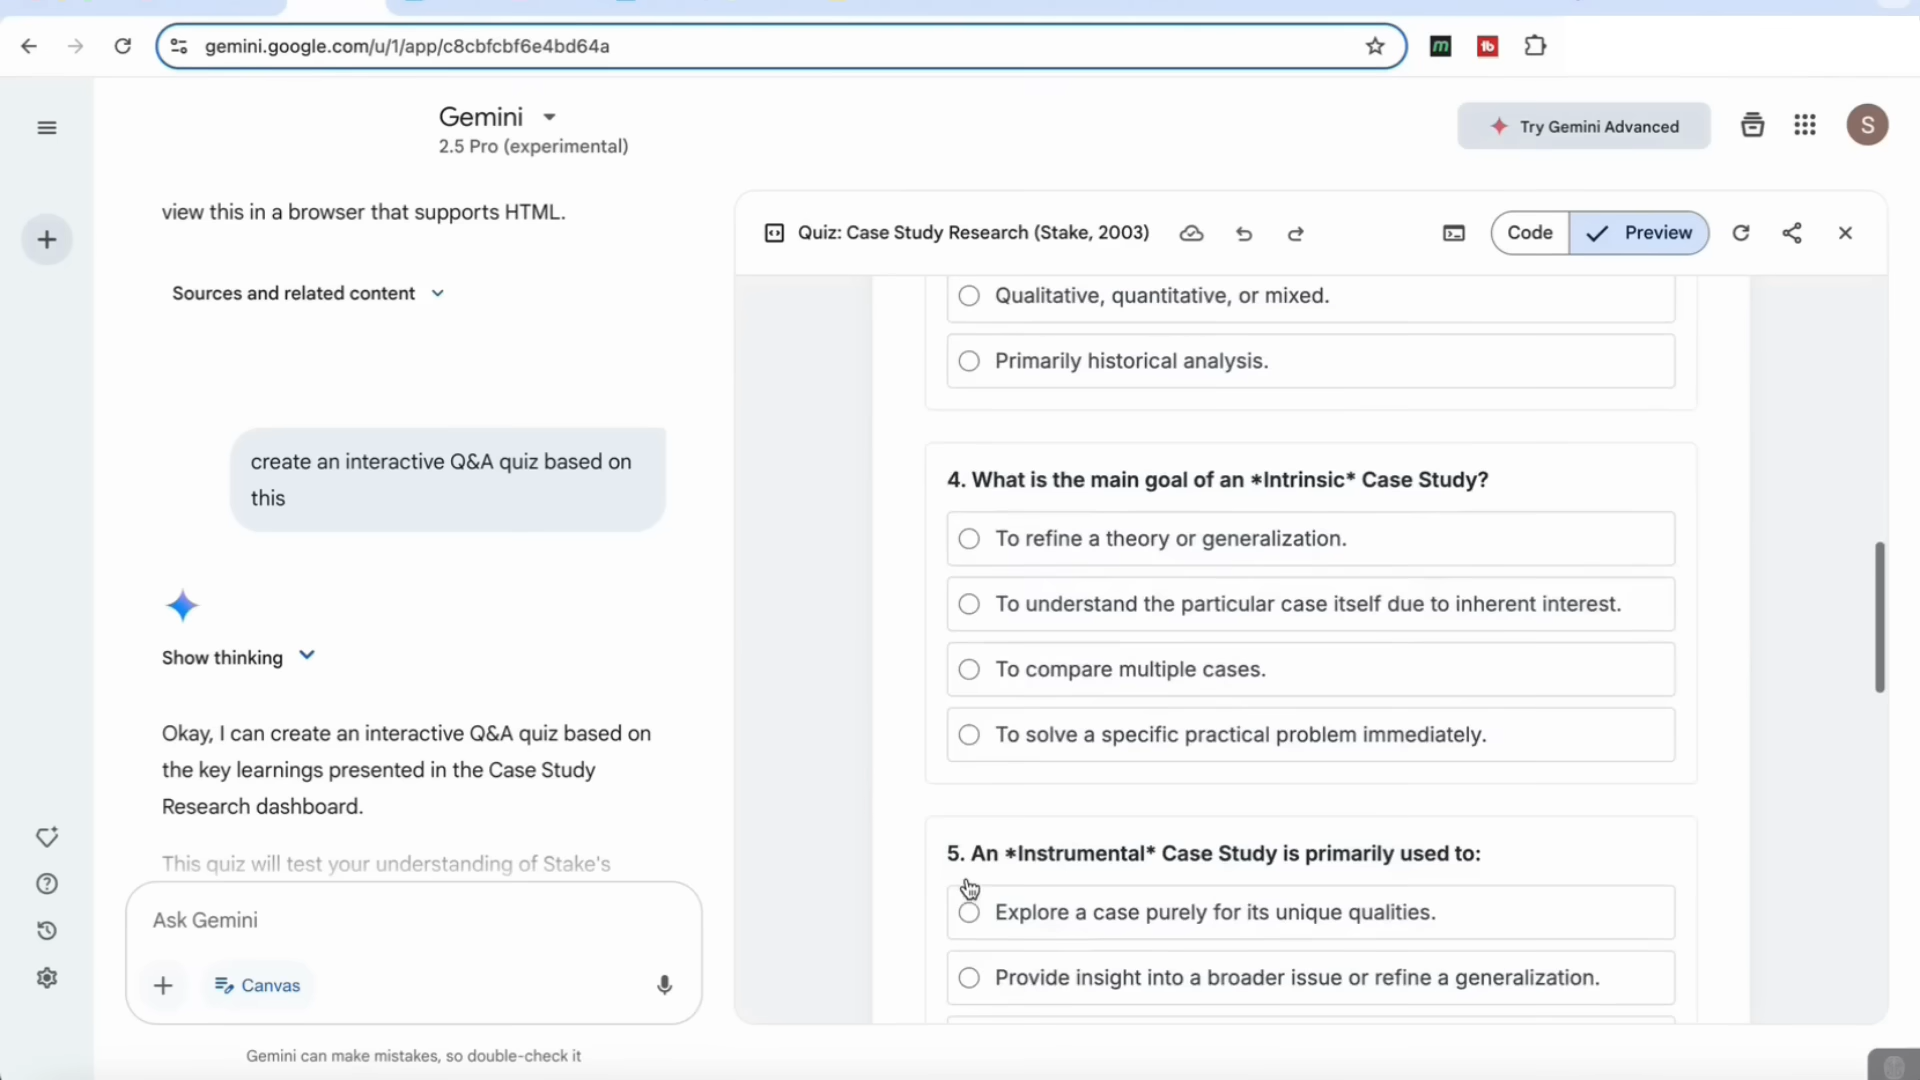 gemini.google.com/u/1/app/c8cbfcbf6e4bd64a
Gemini
2.5 Pro (experimental)
Try Gemini Advanced
S
view this in a browser that supports HTML.
Sources and related content
create an interactive Q&A quiz based on
this
Show thinking
Okay, I can create an interactive Q&A quiz based on
the key learnings presented in the Case Study
Research dashboard.
This quiz will test your understanding of Stake's
Ask Gemini
Canvas
Gemini can make mistakes, so double-check it
Quiz: Case Study Research (Stake, 2003)
Code
Preview
Qualitative, quantitative, or mixed.
Primarily historical analysis.
4. What is the main goal of an *Intrinsic* Case Study?
To refine a theory or generalization.
To understand the particular case itself due to inherent interest.
To compare multiple cases.
To solve a specific practical problem immediately.
5. An *Instrumental* Case Study is primarily used to:
Explore a case purely for its unique qualities.
Provide insight into a broader issue or refine a generalization.